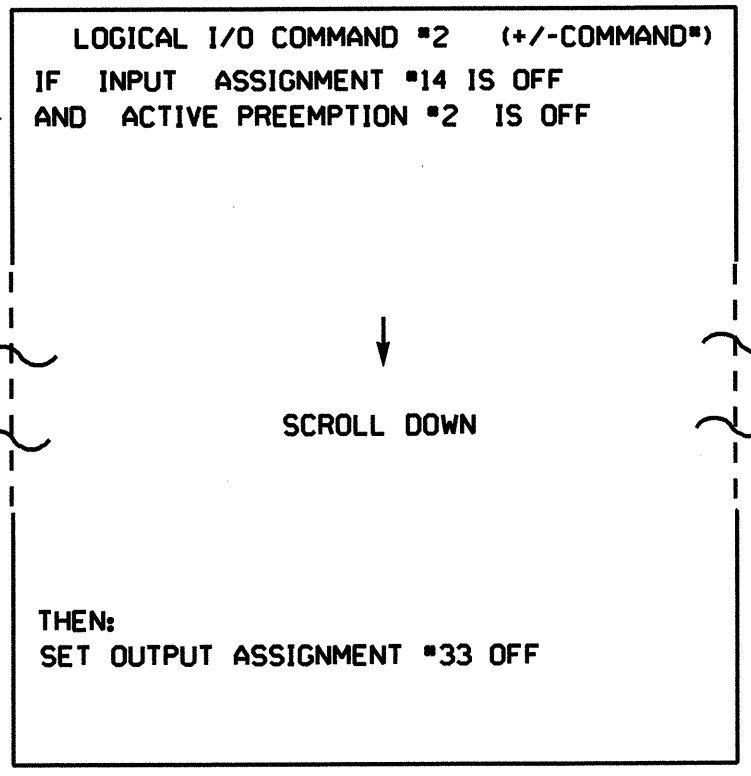 LOGICAL I/O COMMAND #2 (+/-COMMAND#)
IF INPUT ASSIGNMENT #14 IS OFF
AND ACTIVE PREEMPTION #2 IS OFF
SCROLL DOWN
THEN:
SET OUTPUT ASSIGNMENT #33 OFF